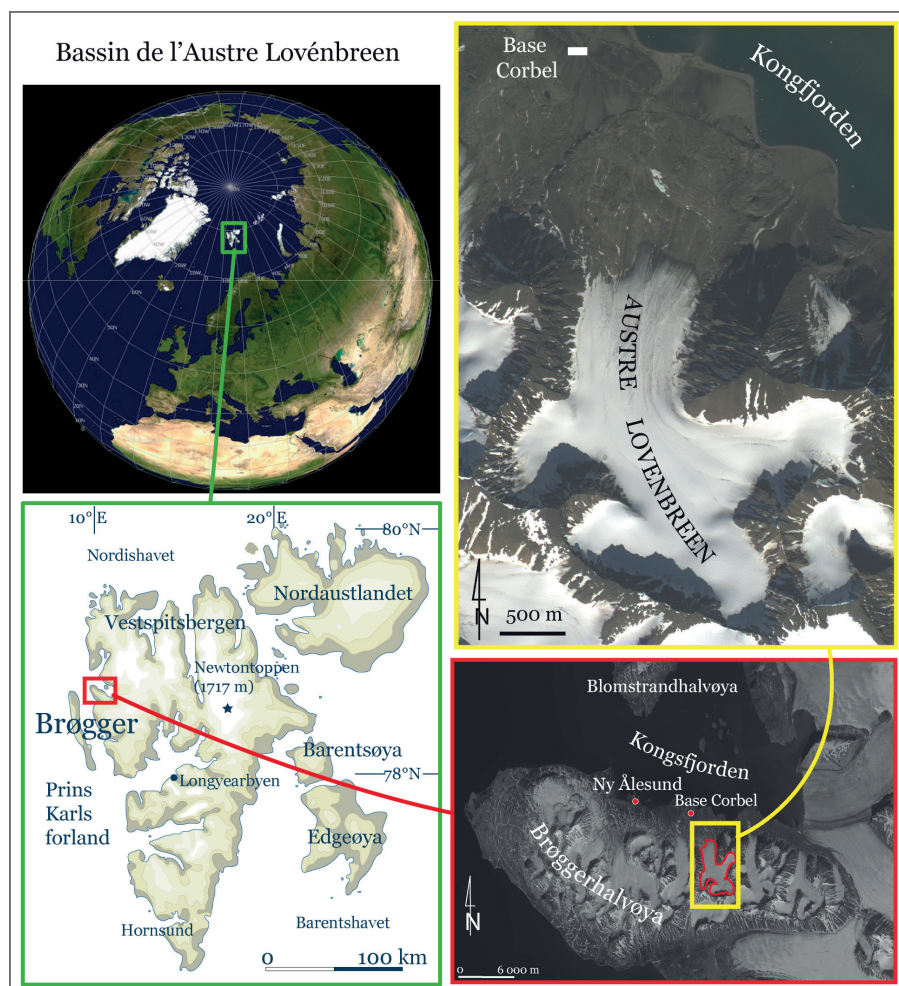 Bassin de l'Austre Lovénbreen
Base
Corbel
Kongfjorden
AUSTRE
LOVENBREEN
N
500 m
10°E
20°E
80°N
Nordishavet
Nordaustlandet
Vestspitsbergen
Newtontoppen
(1717 m)
Brøgger
Barentsøya
78°N
Longyearbyen
Prins
Karls
forland
Edgeøya
Hornsund
Barentshavet
0 100 km
Blomstrandhalvøya
Kongsfjorden
Ny Ålesund
Base Corbel
Brøggerhalvøya
N
0 6 000 m